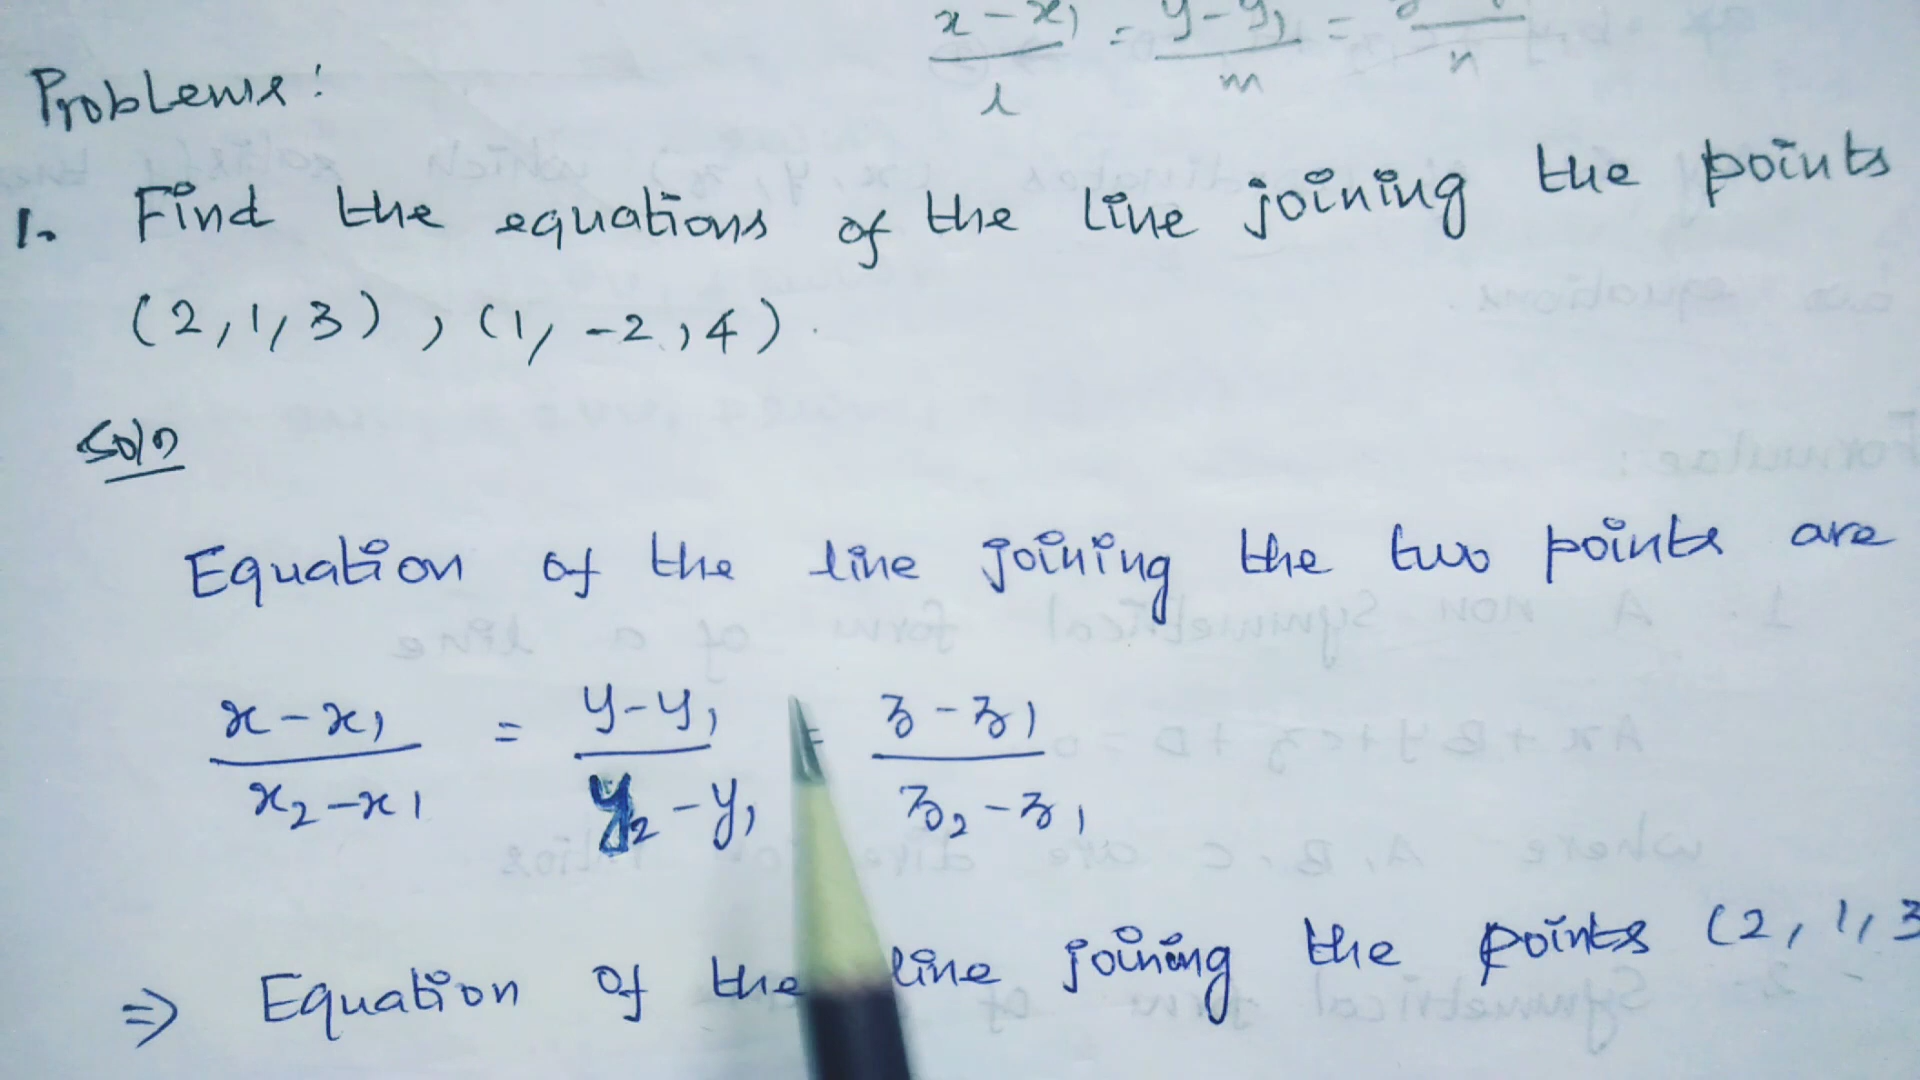 x - x1 / l = y - y1 / m = / n
Problems:
1. Find the equations of the line joining the points
(2, 1, 3), (1, -2, 4).
Soln
Equation of the line joining the two points are
x - x1 / x2 - x1 = y - y1 / y2 - y1 = z - z1 / z2 - z1
⇒ Equation of the line joining the points (2, 1, 3